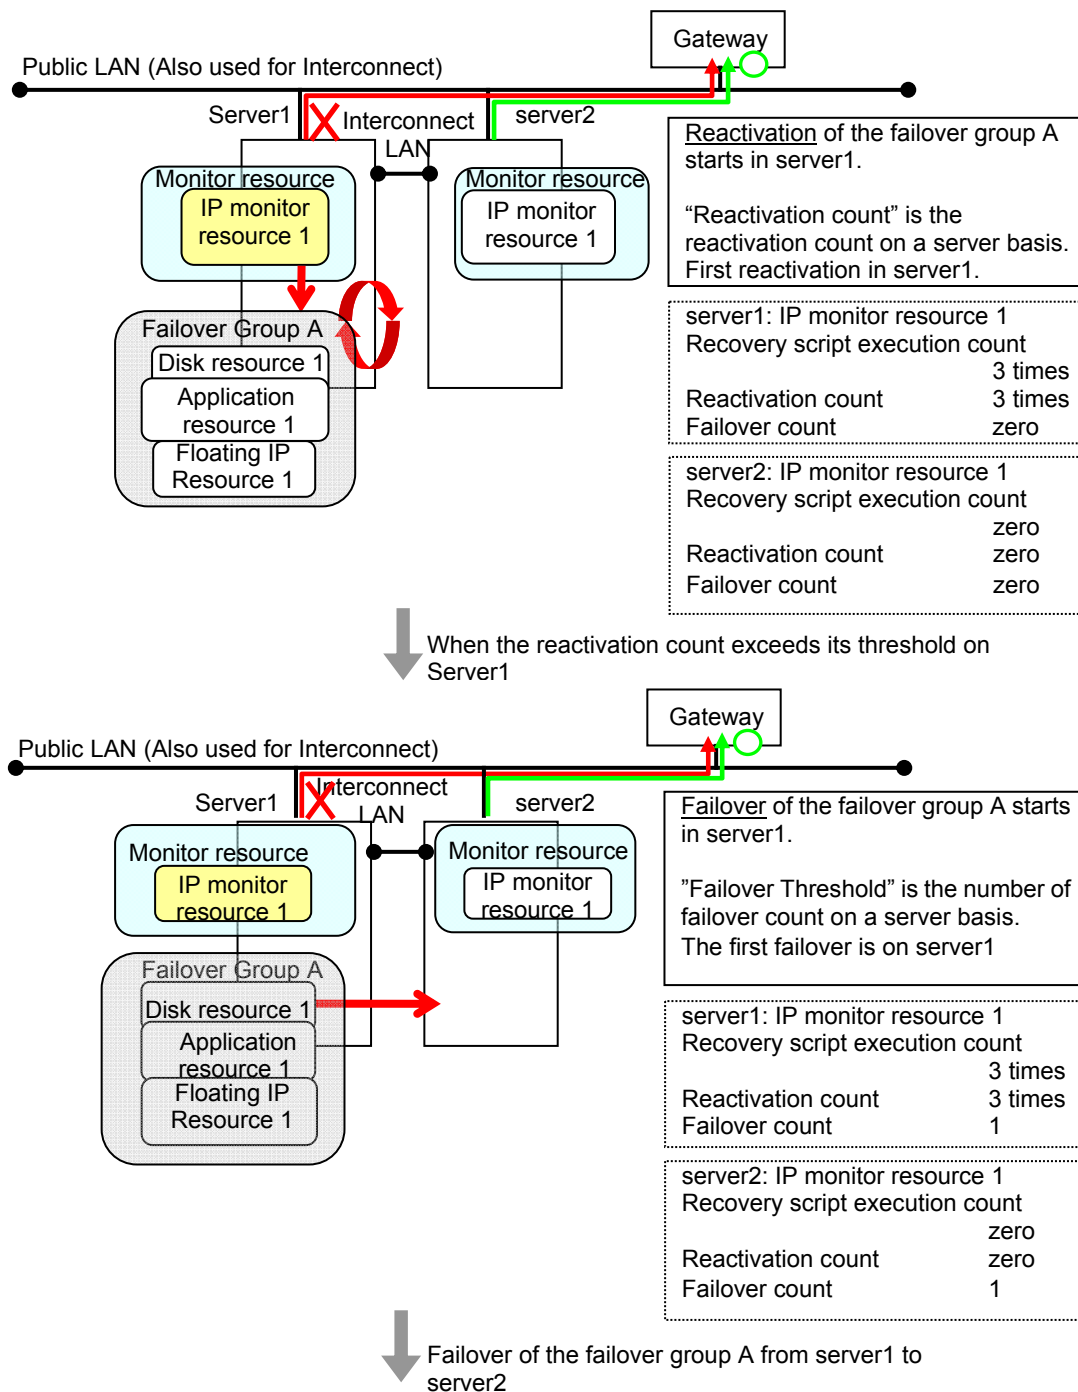 Gateway
Public LAN (Also used for Interconnect)
Server1
Interconnect
LAN
server2
Monitor resource
IP monitor
resource 1
Monitor resource
IP monitor
resource 1
Failover Group A
Disk resource 1
Application
resource 1
Floating IP
Resource 1
Reactivation of the failover group A
starts in server1.
“Reactivation count” is the
reactivation count on a server basis.
First reactivation in server1.
server1: IP monitor resource 1
Recovery script execution count
3 times
Reactivation count 3 times
Failover count zero
server2: IP monitor resource 1
Recovery script execution count
zero
Reactivation count zero
Failover count zero
When the reactivation count exceeds its threshold on
Server1
Gateway
Public LAN (Also used for Interconnect)
Server1
Interconnect
LAN
server2
Monitor resource
IP monitor
resource 1
Monitor resource
IP monitor
resource 1
Failover Group A
Disk resource 1
Application
resource 1
Floating IP
Resource 1
Failover of the failover group A starts
in server1.
”Failover Threshold” is the number of
failover count on a server basis.
The first failover is on server1
server1: IP monitor resource 1
Recovery script execution count
3 times
Reactivation count 3 times
Failover count 1
server2: IP monitor resource 1
Recovery script execution count
zero
Reactivation count zero
Failover count 1
Failover of the failover group A from server1 to
server2